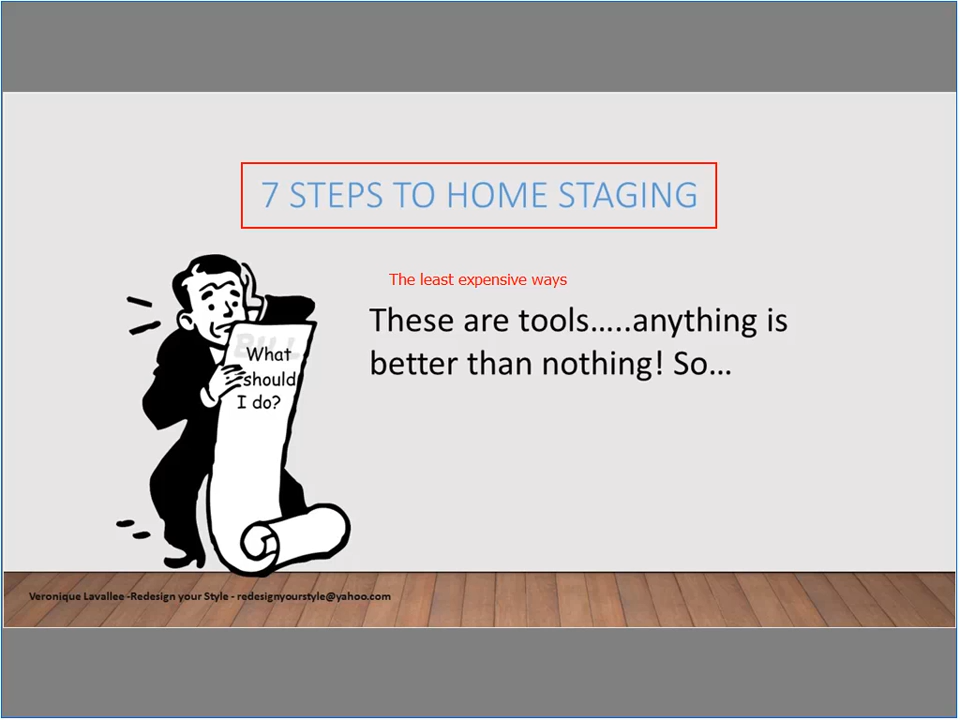 7 STEPS TO HOME STAGING
The least expensive ways
These are tools.....anything is
better than nothing! So...
BILL
What
should
I do?
Veronique Lavallee -Redesign your Style - redesignyourstyle@yahoo.com